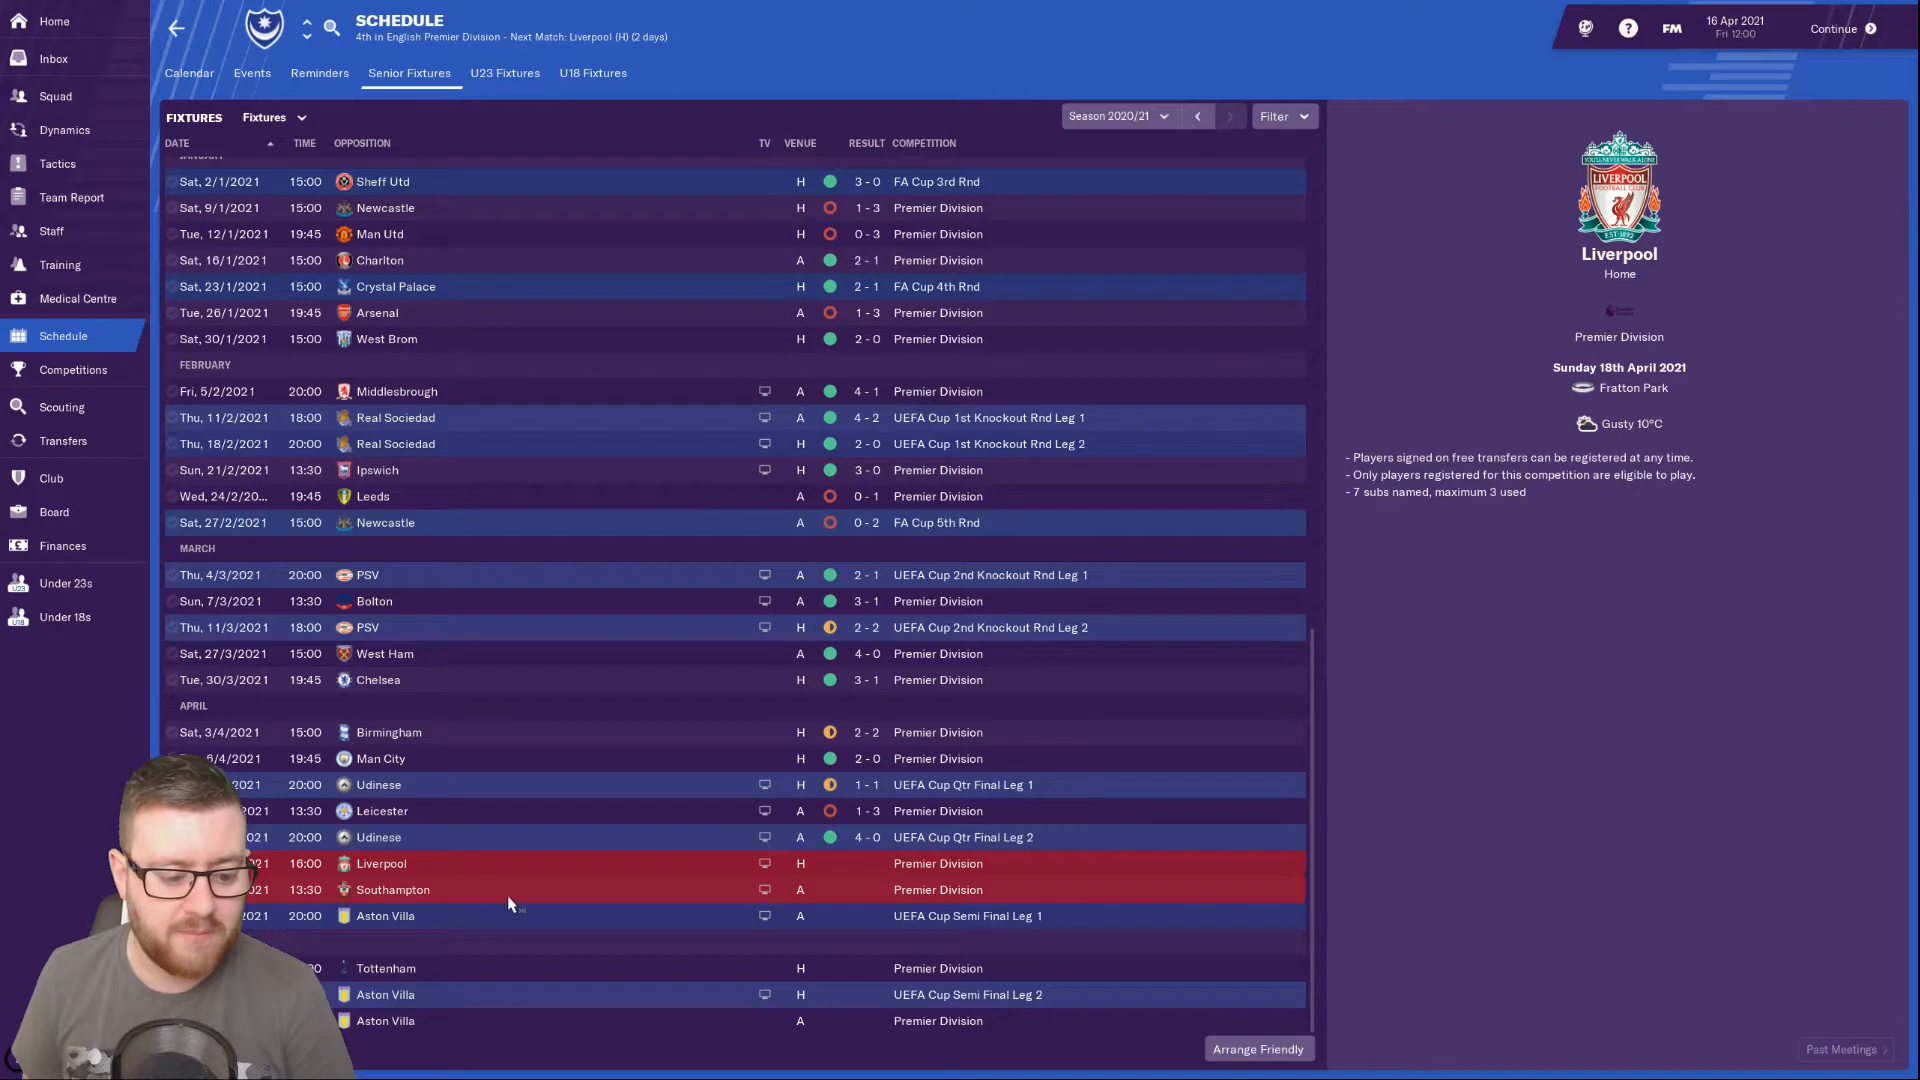 Home
Inbox
Squad
Dynamics
Tactics
Team Report
Staff
Training
Medical Centre
Schedule
Competitions
Scouting
Transfers
Club
Board
Finances
Under 23s
Under 18s
SCHEDULE
4th in English Premier Division - Next Match: Liverpool (H) (2 days)
FM
16 Apr 2021
Fri 12:00
Continue
Calendar Events Reminders Senior Fixtures U23 Fixtures U18 Fixtures
FIXTURES Fixtures Season 2020/21 Filter
DATE TIME OPPOSITION TV VENUE RESULT COMPETITION
JANUARY
Sat, 2/1/2021 15:00 Sheff Utd H 3 - 0 FA Cup 3rd Rnd
Sat, 9/1/2021 15:00 Newcastle H 1 - 3 Premier Division
Tue, 12/1/2021 19:45 Man Utd H 0 - 3 Premier Division
Sat, 16/1/2021 15:00 Charlton A 2 - 1 Premier Division
Sat, 23/1/2021 15:00 Crystal Palace H 2 - 1 FA Cup 4th Rnd
Tue, 26/1/2021 19:45 Arsenal A 1 - 3 Premier Division
Sat, 30/1/2021 15:00 West Brom H 2 - 0 Premier Division
FEBRUARY
Fri, 5/2/2021 20:00 Middlesbrough A 4 - 1 Premier Division
Thu, 11/2/2021 18:00 Real Sociedad A 4 - 2 UEFA Cup 1st Knockout Rnd Leg 1
Thu, 18/2/2021 20:00 Real Sociedad H 2 - 0 UEFA Cup 1st Knockout Rnd Leg 2
Sun, 21/2/2021 13:30 Ipswich H 3 - 0 Premier Division
Wed, 24/2/20... 19:45 Leeds A 0 - 1 Premier Division
Sat, 27/2/2021 15:00 Newcastle A 0 - 2 FA Cup 5th Rnd
MARCH
Thu, 4/3/2021 20:00 PSV A 2 - 1 UEFA Cup 2nd Knockout Rnd Leg 1
Sun, 7/3/2021 13:30 Bolton A 3 - 1 Premier Division
Thu, 11/3/2021 18:00 PSV H 2 - 2 UEFA Cup 2nd Knockout Rnd Leg 2
Sat, 27/3/2021 15:00 West Ham A 4 - 0 Premier Division
Tue, 30/3/2021 19:45 Chelsea H 3 - 1 Premier Division
APRIL
Sat, 3/4/2021 15:00 Birmingham H 2 - 2 Premier Division
/4/2021 19:45 Man City H 2 - 0 Premier Division
2021 20:00 Udinese H 1 - 1 UEFA Cup Qtr Final Leg 1
2021 13:30 Leicester A 1 - 3 Premier Division
021 20:00 Udinese A 4 - 0 UEFA Cup Qtr Final Leg 2
21 16:00 Liverpool H Premier Division
021 13:30 Southampton A Premier Division
2021 20:00 Aston Villa A UEFA Cup Semi Final Leg 1
Tottenham H Premier Division
Aston Villa H UEFA Cup Semi Final Leg 2
Aston Villa A Premier Division
Arrange Friendly
YOU'LL NEVER WALK ALONE
LIVERPOOL
FOOTBALL CLUB
EST·1892
Liverpool
Home
Premier Division
Sunday 18th April 2021
Fratton Park
Gusty 10°C
- Players signed on free transfers can be registered at any time.
- Only players registered for this competition are eligible to play.
- 7 subs named, maximum 3 used
Past Meetings